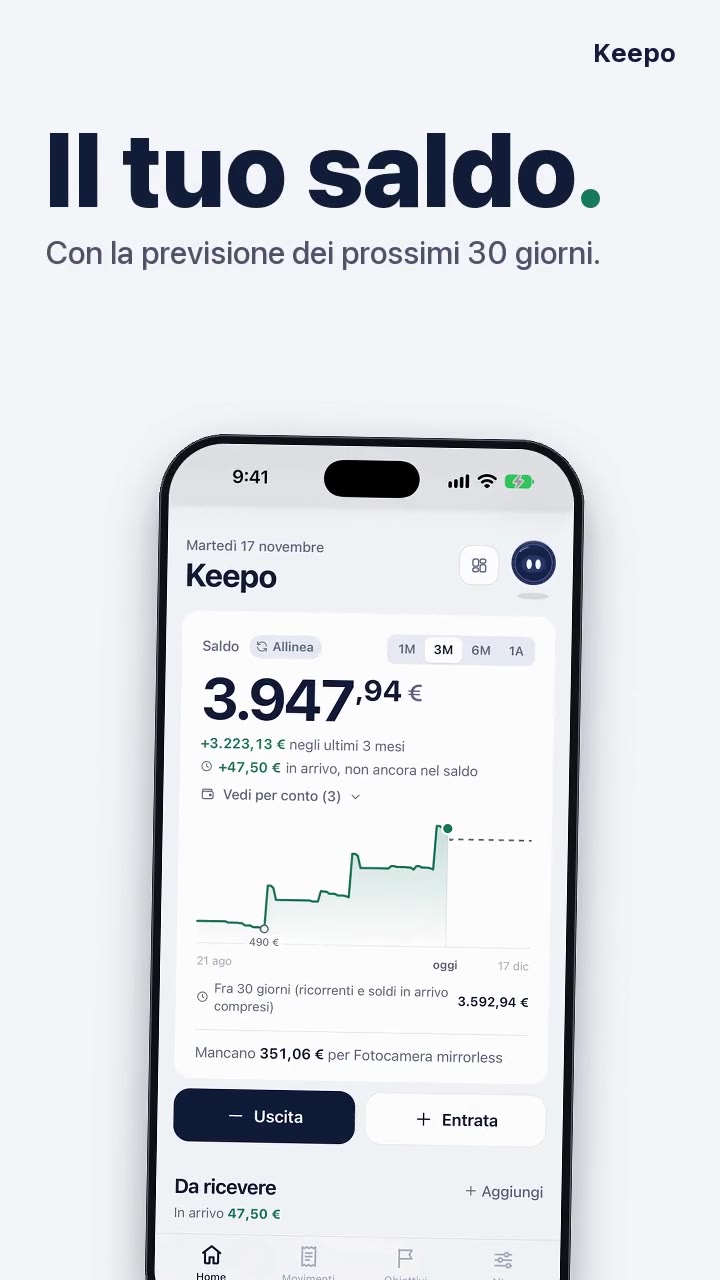 Keepo
Il tuo saldo.
Con la previsione dei prossimi 30 giorni.
9:41
Martedì 17 novembre
Keepo
Saldo
Allinea
1M 3M 6M 1A
3.947,94 €
+3.223,13 € negli ultimi 3 mesi
+47,50 € in arrivo, non ancora nel saldo
Vedi per conto (3)
490 €
21 ago oggi 17 dic
Fra 30 giorni (ricorrenti e soldi in arrivo
compresi)
3.592,94 €
Mancano 351,06 € per Fotocamera mirrorless
— Uscita
+ Entrata
Da ricevere
+ Aggiungi
In arrivo 47,50 €
Home Movimenti Obiettivi